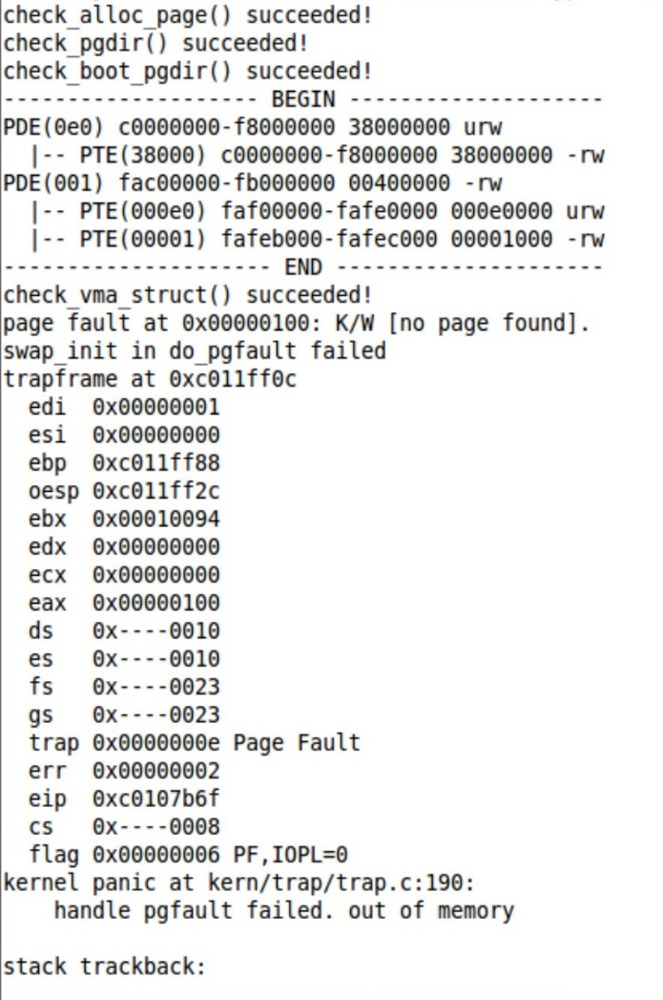 check_alloc_page() succeeded!
check_pgdir() succeeded!
check_boot_pgdir() succeeded!
-------------------- BEGIN --------------------
PDE(0e0) c0000000-f8000000 38000000 urw
  |-- PTE(38000) c0000000-f8000000 38000000 -rw
PDE(001) fac00000-fb000000 00400000 -rw
  |-- PTE(000e0) faf00000-fafe0000 000e0000 urw
  |-- PTE(00001) fafeb000-fafec000 00001000 -rw
--------------------- END ---------------------
check_vma_struct() succeeded!
page fault at 0x00000100: K/W [no page found].
swap_init in do_pgfault failed
trapframe at 0xc011ff0c
  edi  0x00000001
  esi  0x00000000
  ebp  0xc011ff88
  oesp 0xc011ff2c
  ebx  0x00010094
  edx  0x00000000
  ecx  0x00000000
  eax  0x00000100
  ds   0x----0010
  es   0x----0010
  fs   0x----0023
  gs   0x----0023
  trap 0x0000000e Page Fault
  err  0x00000002
  eip  0xc0107b6f
  cs   0x----0008
  flag 0x00000006 PF,IOPL=0
kernel panic at kern/trap/trap.c:190:
    handle pgfault failed. out of memory
stack trackback: